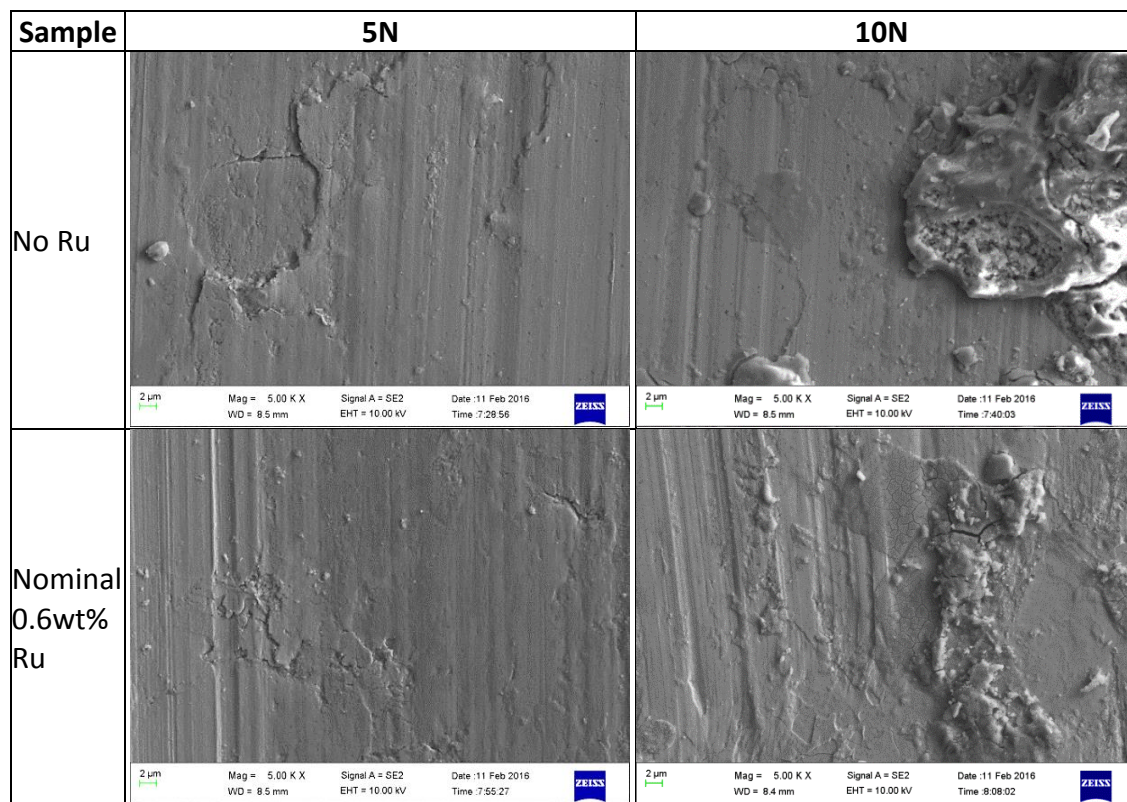 Sample 5N 10N
No Ru
2 µm Mag = 5.00 K X Signal A = SE2 Date :11 Feb 2016 ZEISS
WD = 8.5 mm EHT = 10.00 kV Time :7:28:56
2 µm Mag = 5.00 K X Signal A = SE2 Date :11 Feb 2016 ZEISS
WD = 8.5 mm EHT = 10.00 kV Time :7:40:03
Nominal
0.6wt%
Ru
2 µm Mag = 5.00 K X Signal A = SE2 Date :11 Feb 2016 ZEISS
WD = 8.5 mm EHT = 10.00 kV Time :7:55:27
2 µm Mag = 5.00 K X Signal A = SE2 Date :11 Feb 2016 ZEISS
WD = 8.4 mm EHT = 10.00 kV Time :8:08:02